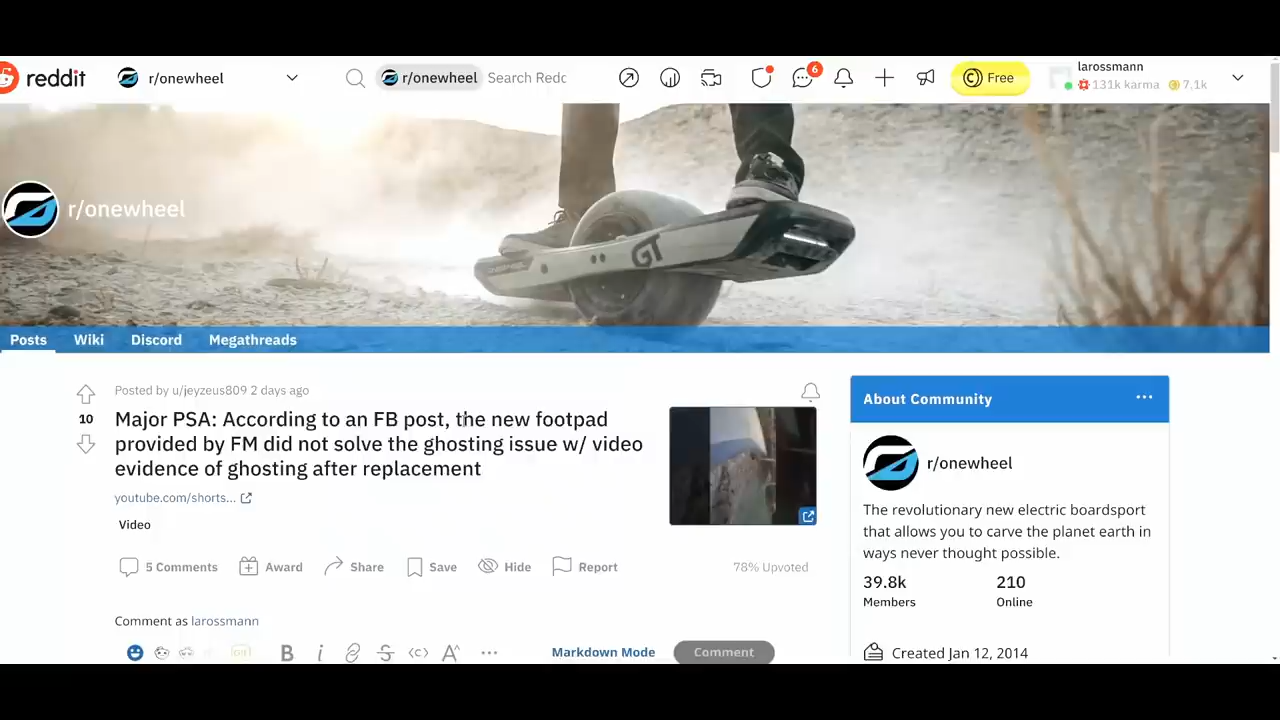 reddit
r/onewheel
r/onewheel
Search Redc
6
Free
larossmann
131k karma
7,1k
GT
r/onewheel
Posts
Wiki
Discord
Megathreads
Posted by u/jeyzeus809 2 days ago
10
Major PSA: According to an FB post, the new footpad
provided by FM did not solve the ghosting issue w/ video
evidence of ghosting after replacement
youtube.com/shorts...
Video
5 Comments
Award
Share
Save
Hide
Report
78% Upvoted
Comment as larossmann
GIF
B
i
<c>
A
Markdown Mode
Comment
About Community
r/onewheel
The revolutionary new electric boardsport
that allows you to carve the planet earth in
ways never thought possible.
39.8k
210
Members
Online
Created Jan 12, 2014